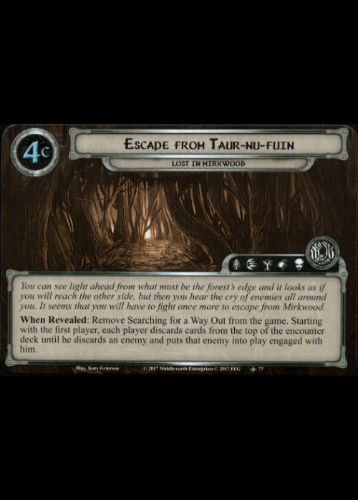 4C
ESCAPE FROM TAUR-NU-FUIN
LOST IN MIRKWOOD
You can see light ahead from what must be the forest's edge and it looks as if
you will reach the other side, but then you hear the cry of enemies all around
you. It seems that you will have to fight once more to escape from Mirkwood.
When Revealed: Remove Searching for a Way Out from the game. Starting
with the first player, each player discards cards from the top of the encounter
deck until he discards an enemy and puts that enemy into play engaged with
him.
Illus. Katy Grierson © 2017 Middle-earth Enterprises © 2017 FFG 77